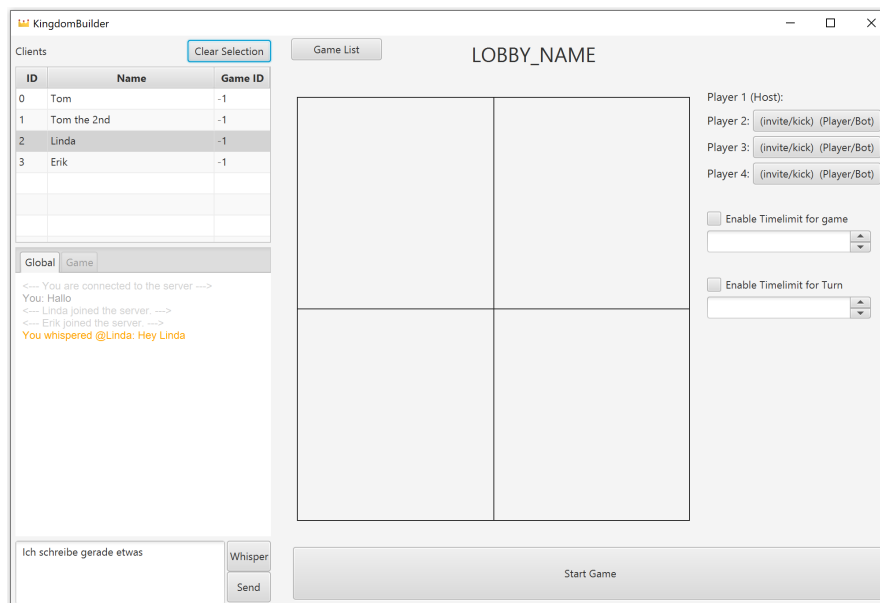 KingdomBuilder
Clients
Clear Selection
ID Name Game ID
0 Tom -1
1 Tom the 2nd -1
2 Linda -1
3 Erik -1
Global Game
<--- You are connected to the server --->
You: Hallo
<--- Linda joined the server. --->
<--- Erik joined the server. --->
You whispered @Linda: Hey Linda
Ich schreibe gerade etwas
Whisper
Send
Game List
LOBBY_NAME
Player 1 (Host):
Player 2: (invite/kick) (Player/Bot)
Player 3: (invite/kick) (Player/Bot)
Player 4: (invite/kick) (Player/Bot)
Enable Timelimit for game
Enable Timelimit for Turn
Start Game